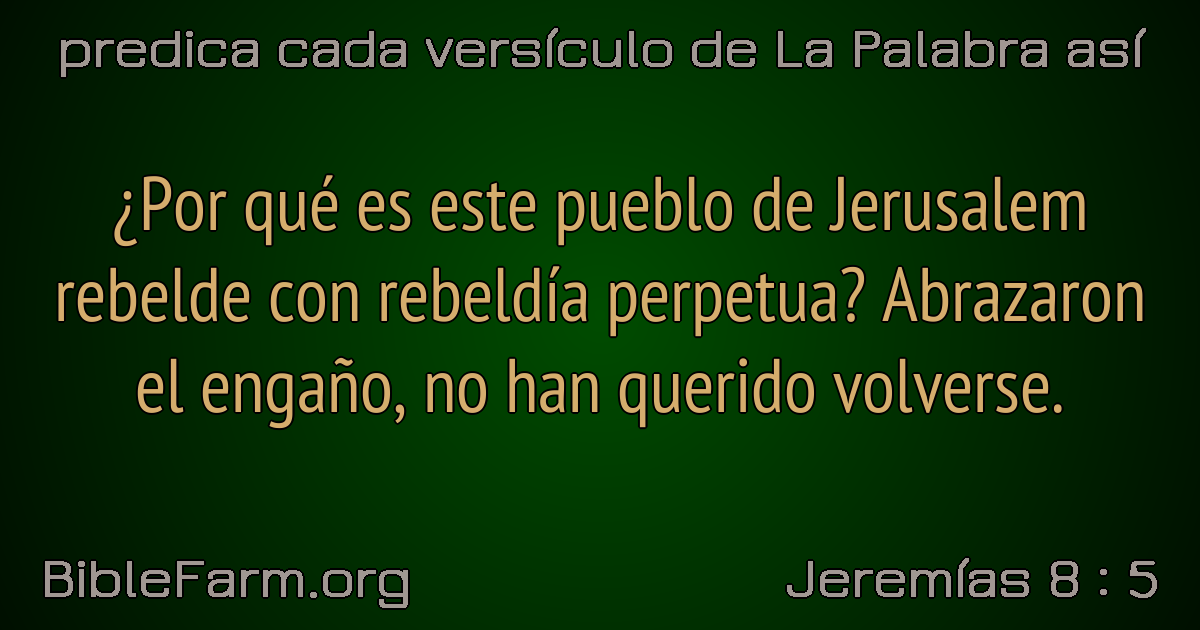 predica cada versículo de La Palabra así
¿Por qué es este pueblo de Jerusalem
rebelde con rebeldía perpetua? Abrazaron
el engaño, no han querido volverse.
BibleFarm.org
Jeremías 8 : 5